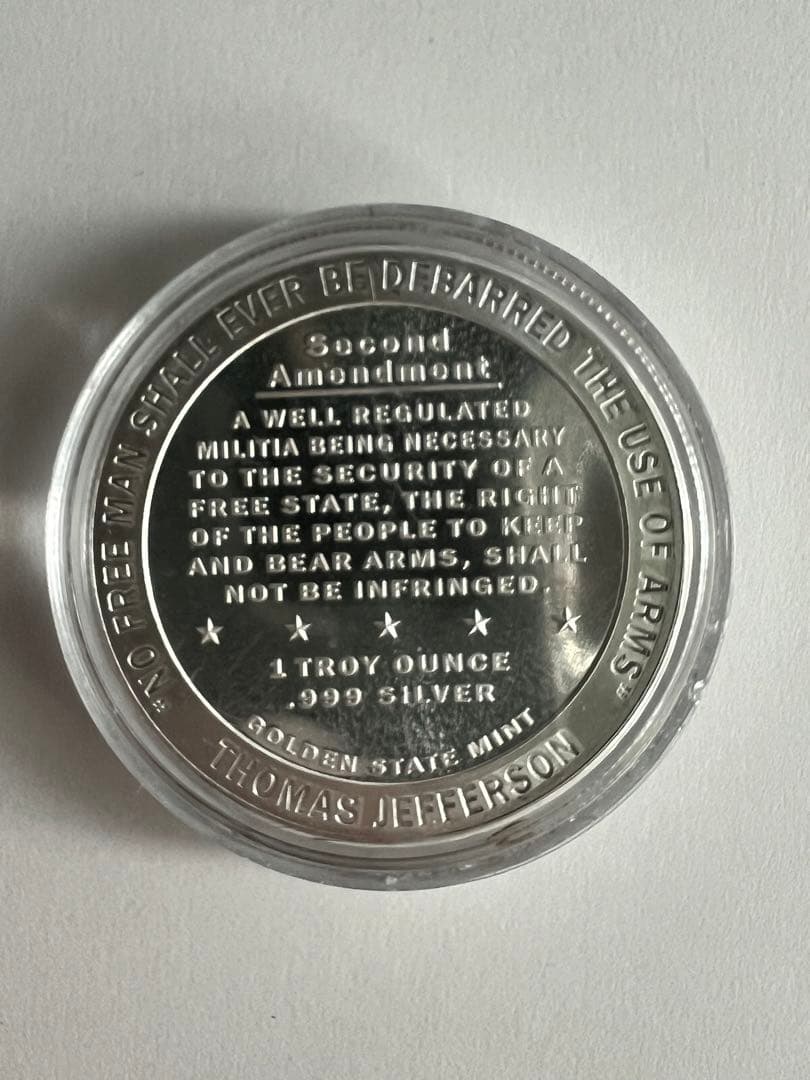 "NO FREE MAN SHALL EVER BE DEBARRED THE USE OF ARMS"
Second
Amendment
A WELL REGULATED
MILITIA BEING NECESSARY
TO THE SECURITY OF A
FREE STATE, THE RIGHT
OF THE PEOPLE TO KEEP
AND BEAR ARMS, SHALL
NOT BE INFRINGED.
1 TROY OUNCE
.999 SILVER
GOLDEN STATE MINT
THOMAS JEFFERSON